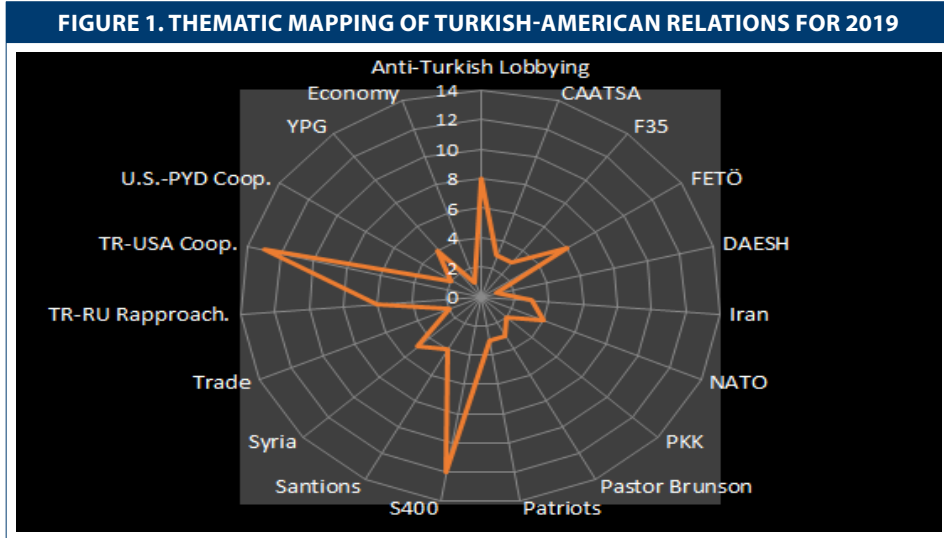 FIGURE 1. THEMATIC MAPPING OF TURKISH-AMERICAN RELATIONS FOR 2019
Anti-Turkish Lobbying
CAATSA
F35
FETÖ
DAESH
Iran
NATO
PKK
Pastor Brunson
Patriots
S400
Santions
Syria
Trade
TR-RU Rapproach.
TR-USA Coop.
U.S.-PYD Coop.
YPG
Economy
14
12
10
8
6
4
2
0